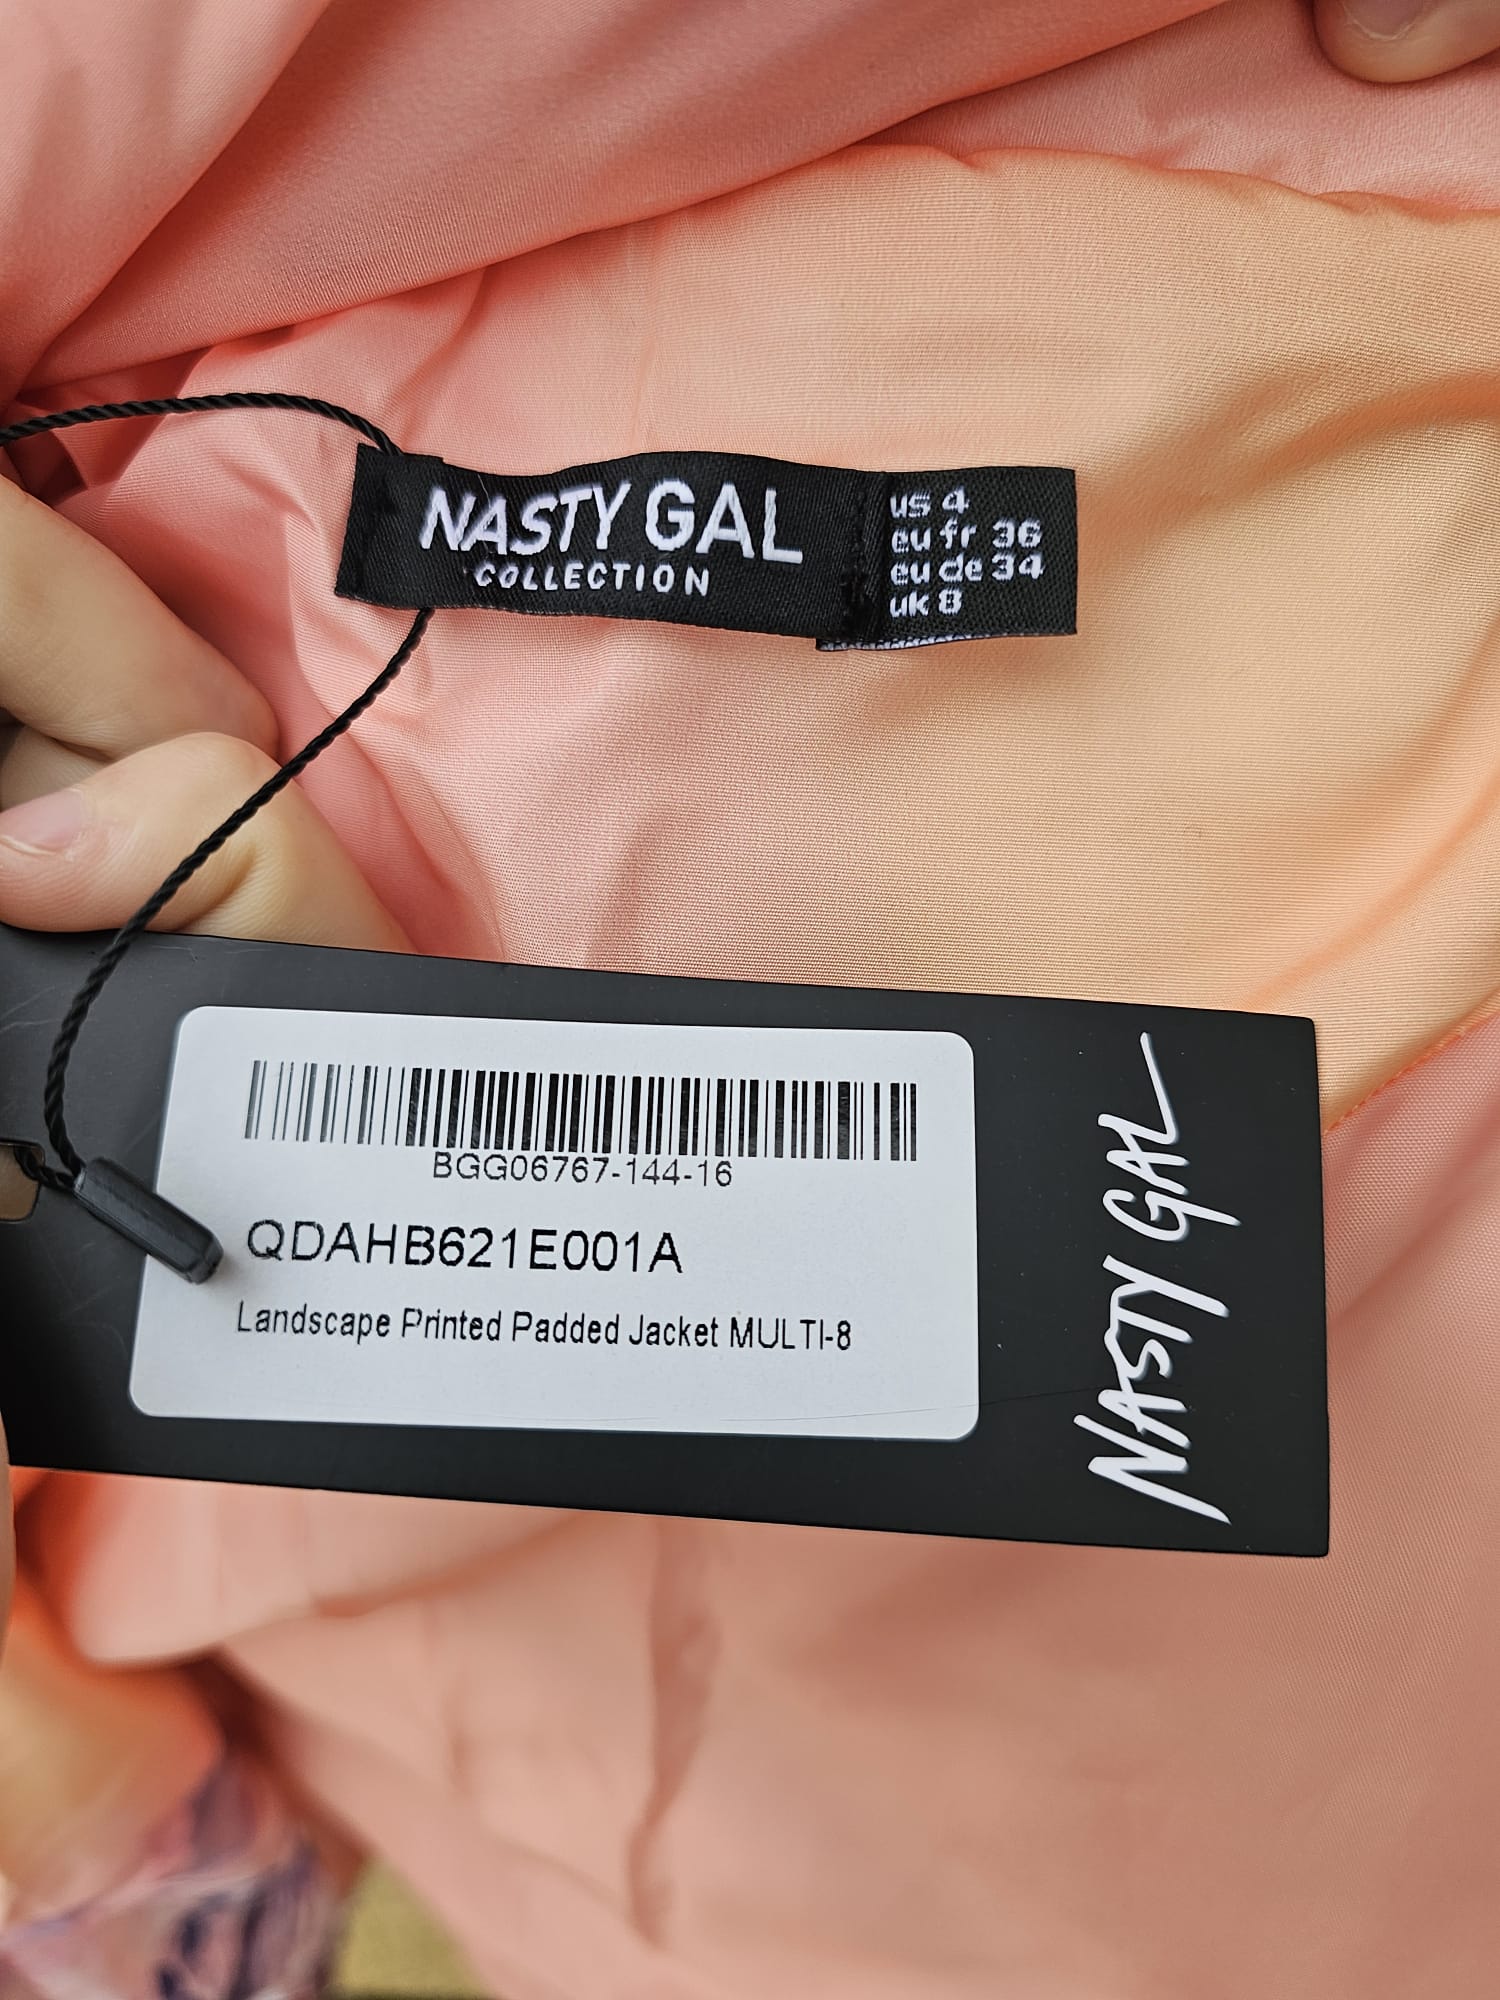 NASTY GAL
COLLECTION
us 4
eu fr 36
eu de 34
uk 8
BGG06767-144-16
QDAHB621E001A
Landscape Printed Padded Jacket MULTI-8
NASTY GAL